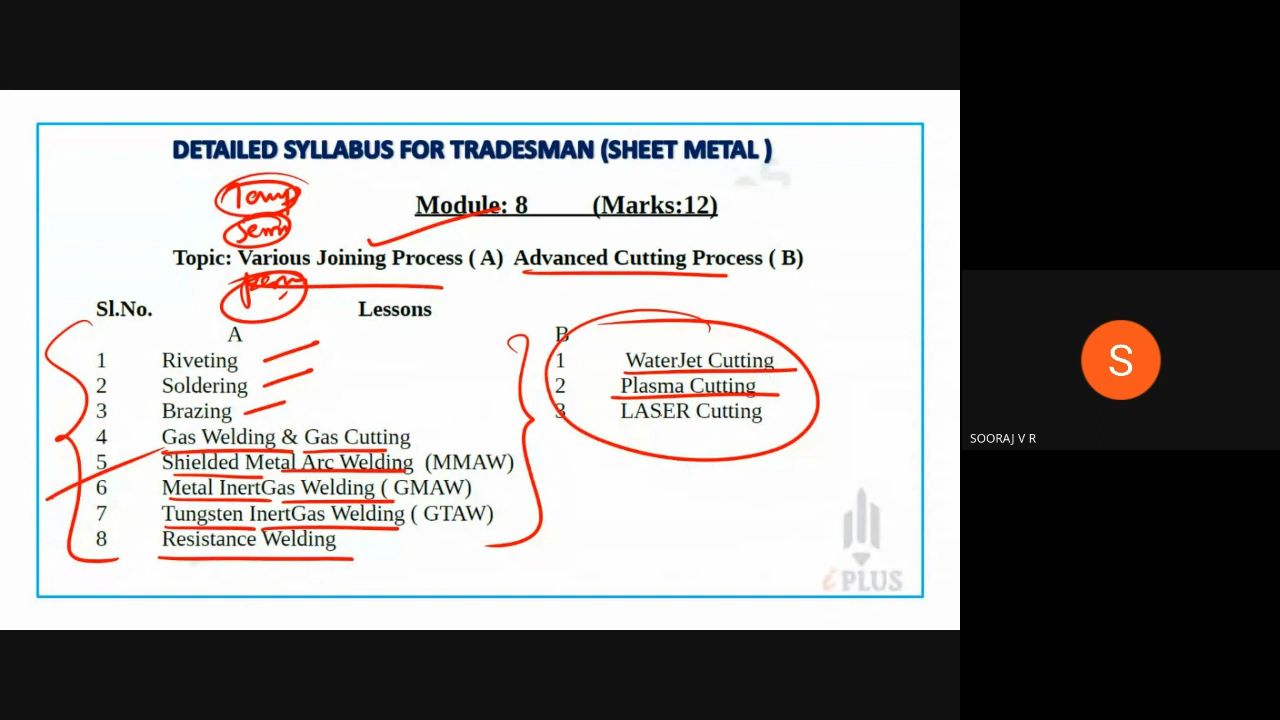 DETAILED SYLLABUS FOR TRADESMAN (SHEET METAL )
Temp
Module: 8 (Marks:12)
Semi
Topic: Various Joining Process ( A) Advanced Cutting Process ( B)
Sl.No. Lessons
A B
1 Riveting 1 WaterJet Cutting
2 Soldering 2 Plasma Cutting
3 Brazing 3 LASER Cutting
4 Gas Welding & Gas Cutting
5 Shielded Metal Arc Welding (MMAW)
6 Metal InertGas Welding ( GMAW)
7 Tungsten InertGas Welding ( GTAW)
8 Resistance Welding
i PLUS
S
SOORAJ V R